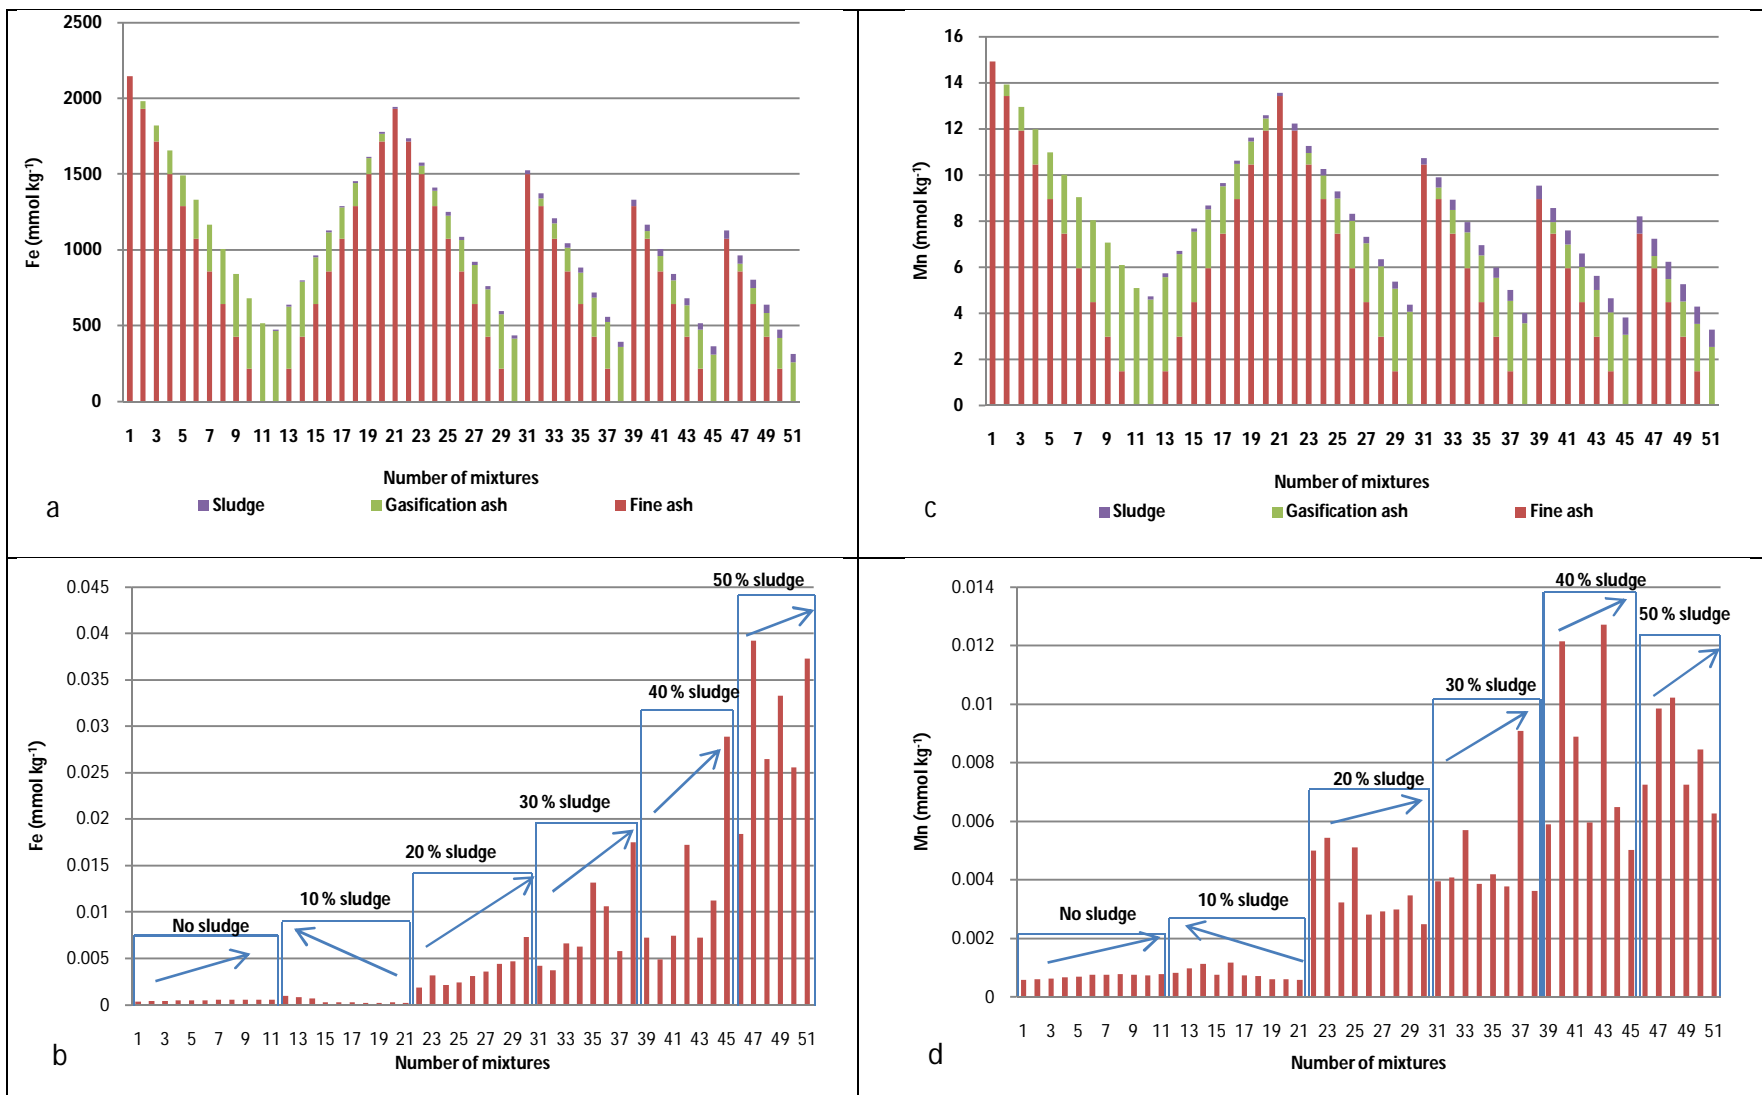 2500
2000
1500
1000
500
0
Fe (mmol kg-1)
1 3 5 7 9 11 13 15 17 19 21 23 25 27 29 31 33 35 37 39 41 43 45 47 49 51
Number of mixtures
Sludge Gasification ash Fine ash
a
16
14
12
10
8
6
4
2
0
Mn (mmol kg-1)
1 3 5 7 9 11 13 15 17 19 21 23 25 27 29 31 33 35 37 39 41 43 45 47 49 51
Number of mixtures
Sludge Gasification ash Fine ash
c
0.045
0.04
0.035
0.03
0.025
0.02
0.015
0.01
0.005
0
Fe (mmol kg-1)
No sludge
10 % sludge
20 % sludge
30 % sludge
40 % sludge
50 % sludge
1 3 5 7 9 11 13 15 17 19 21 23 25 27 29 31 33 35 37 39 41 43 45 47 49 51
Number of mixtures
b
0.014
0.012
0.01
0.008
0.006
0.004
0.002
0
Mn (mmol kg-1)
No sludge
10 % sludge
20 % sludge
30 % sludge
40 % sludge
50 % sludge
1 3 5 7 9 11 13 15 17 19 21 23 25 27 29 31 33 35 37 39 41 43 45 47 49 51
Number of mixtures
d